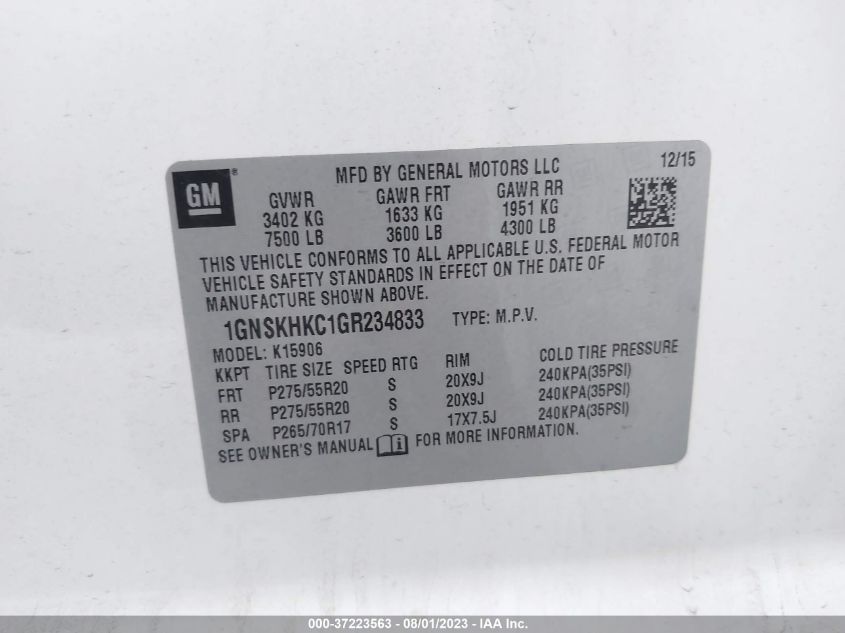 GM
MFD BY GENERAL MOTORS LLC 12/15
GVWR GAWR FRT GAWR RR
3402 KG 1633 KG 1951 KG
7500 LB 3600 LB 4300 LB
THIS VEHICLE CONFORMS TO ALL APPLICABLE U.S. FEDERAL MOTOR
VEHICLE SAFETY STANDARDS IN EFFECT ON THE DATE OF
MANUFACTURE SHOWN ABOVE.
1GNSKHKC1GR234833 TYPE: M.P.V.
MODEL: K15906
KKPT TIRE SIZE SPEED RTG RIM COLD TIRE PRESSURE
FRT P275/55R20 S 20X9J 240KPA(35PSI)
RR P275/55R20 S 20X9J 240KPA(35PSI)
SPA P265/70R17 S 17X7.5J 240KPA(35PSI)
SEE OWNER'S MANUAL FOR MORE INFORMATION.
000-37223563 - 08/01/2023 - IAA Inc.